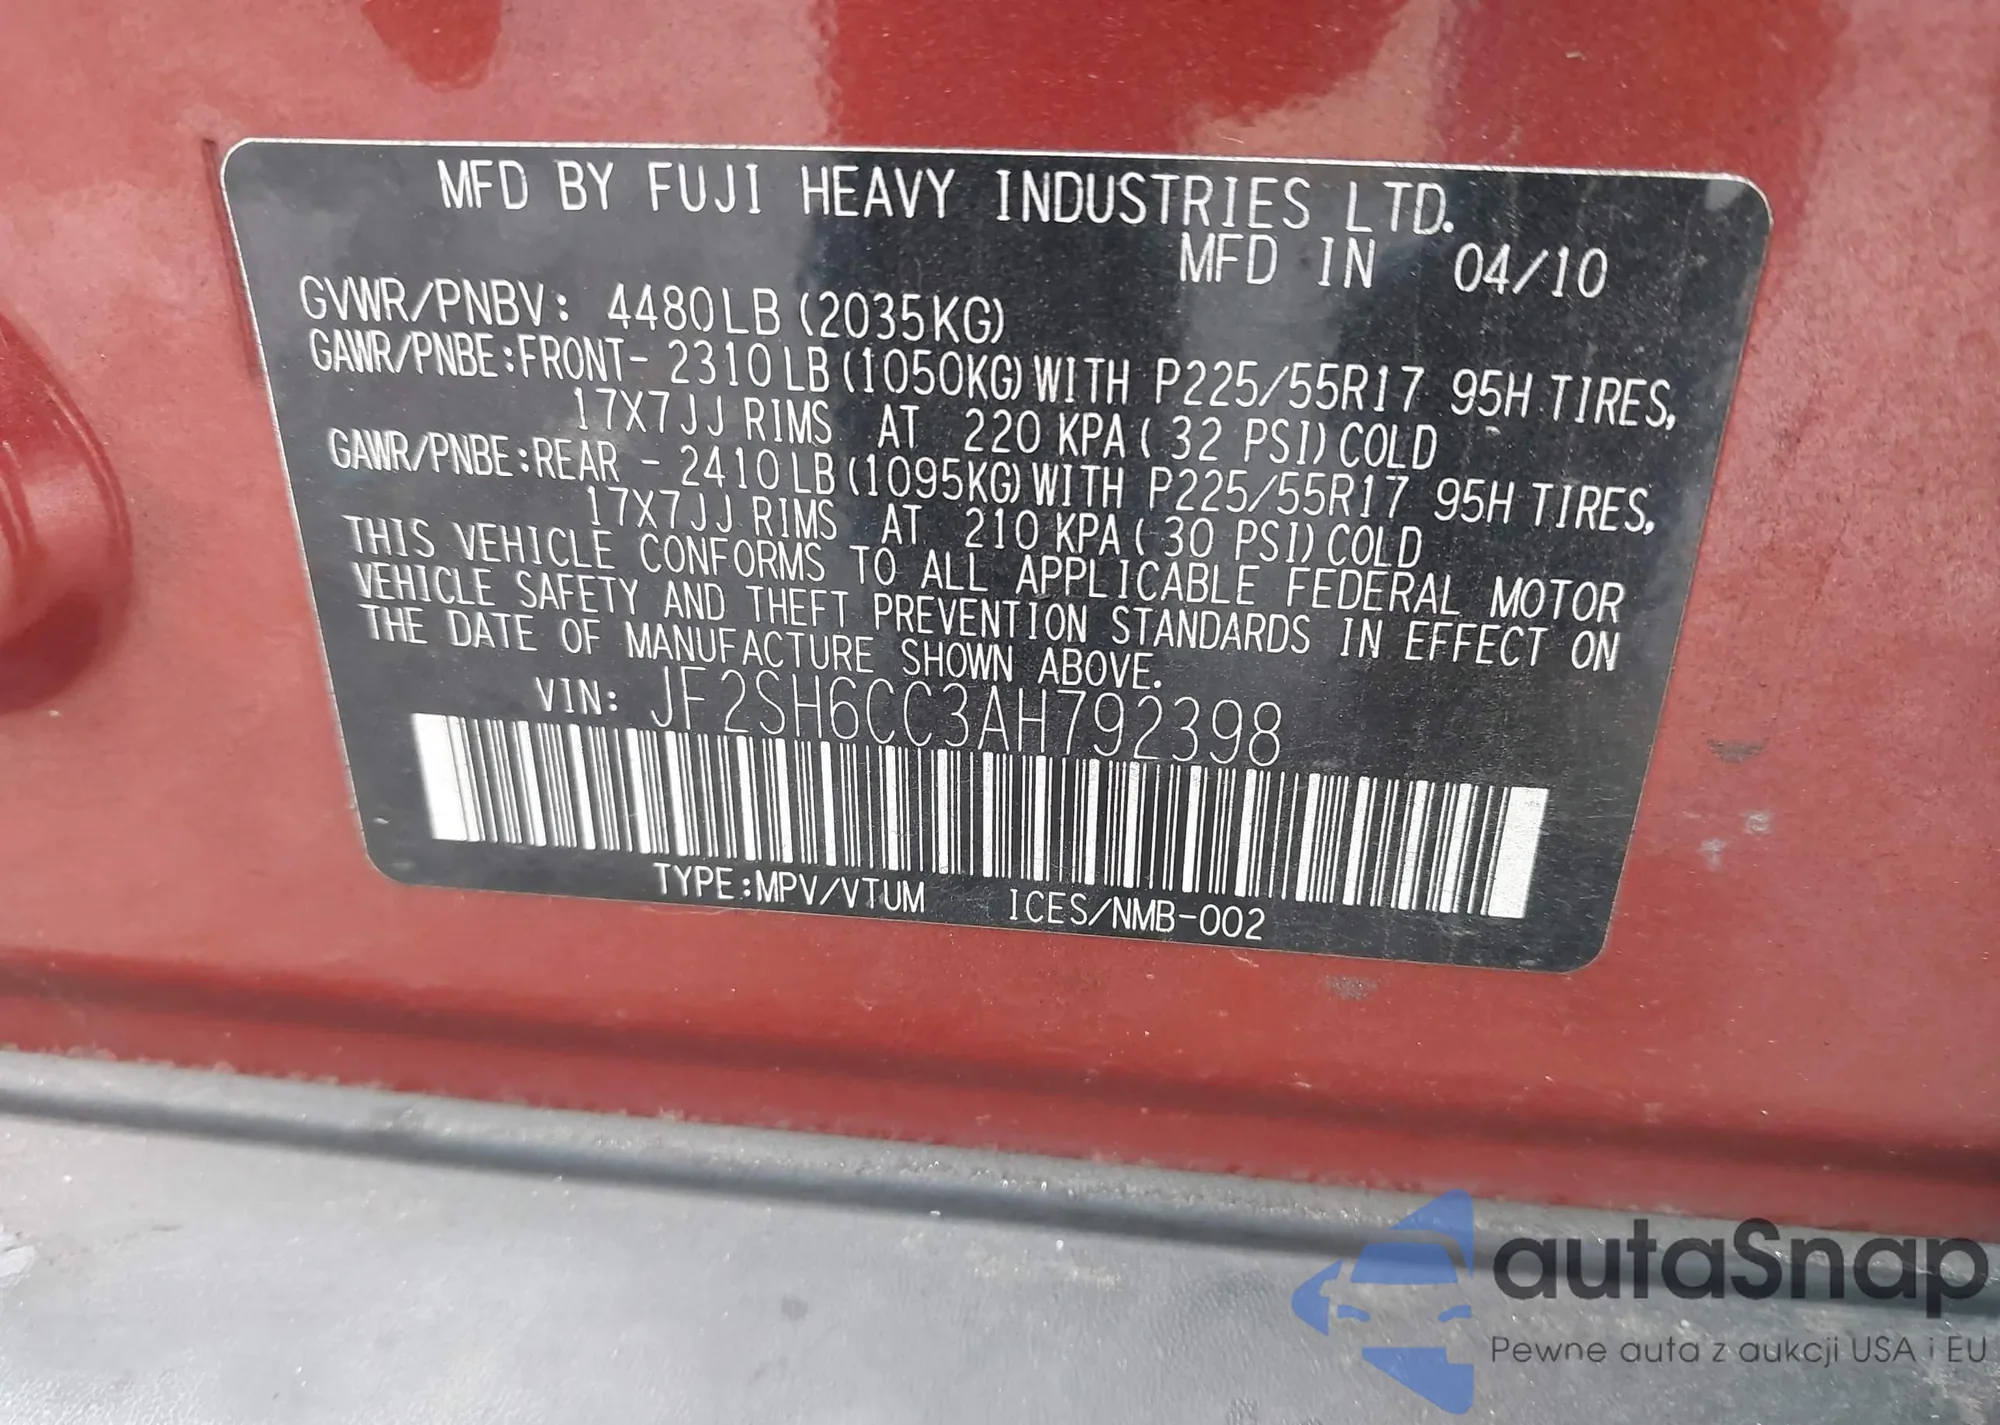 MFD BY FUJI HEAVY INDUSTRIES LTD.
MFD IN 04/10
GVWR/PNBV: 4480LB (2035KG)
GAWR/PNBE:FRONT- 2310LB(1050KG)WITH P225/55R17 95H TIRES,
17X7JJ RIMS AT 220 KPA( 32 PSI)COLD
GAWR/PNBE:REAR - 2410LB(1095KG)WITH P225/55R17 95H TIRES,
17X7JJ RIMS AT 210 KPA( 30 PSI)COLD
THIS VEHICLE CONFORMS TO ALL APPLICABLE FEDERAL MOTOR
VEHICLE SAFETY AND THEFT PREVENTION STANDARDS IN EFFECT ON
THE DATE OF MANUFACTURE SHOWN ABOVE.
VIN: JF2SH6CC3AH792398
TYPE:MPV/VTUM ICES/NMB-002
autaSnap
Pewne auta z aukcji USA i EU